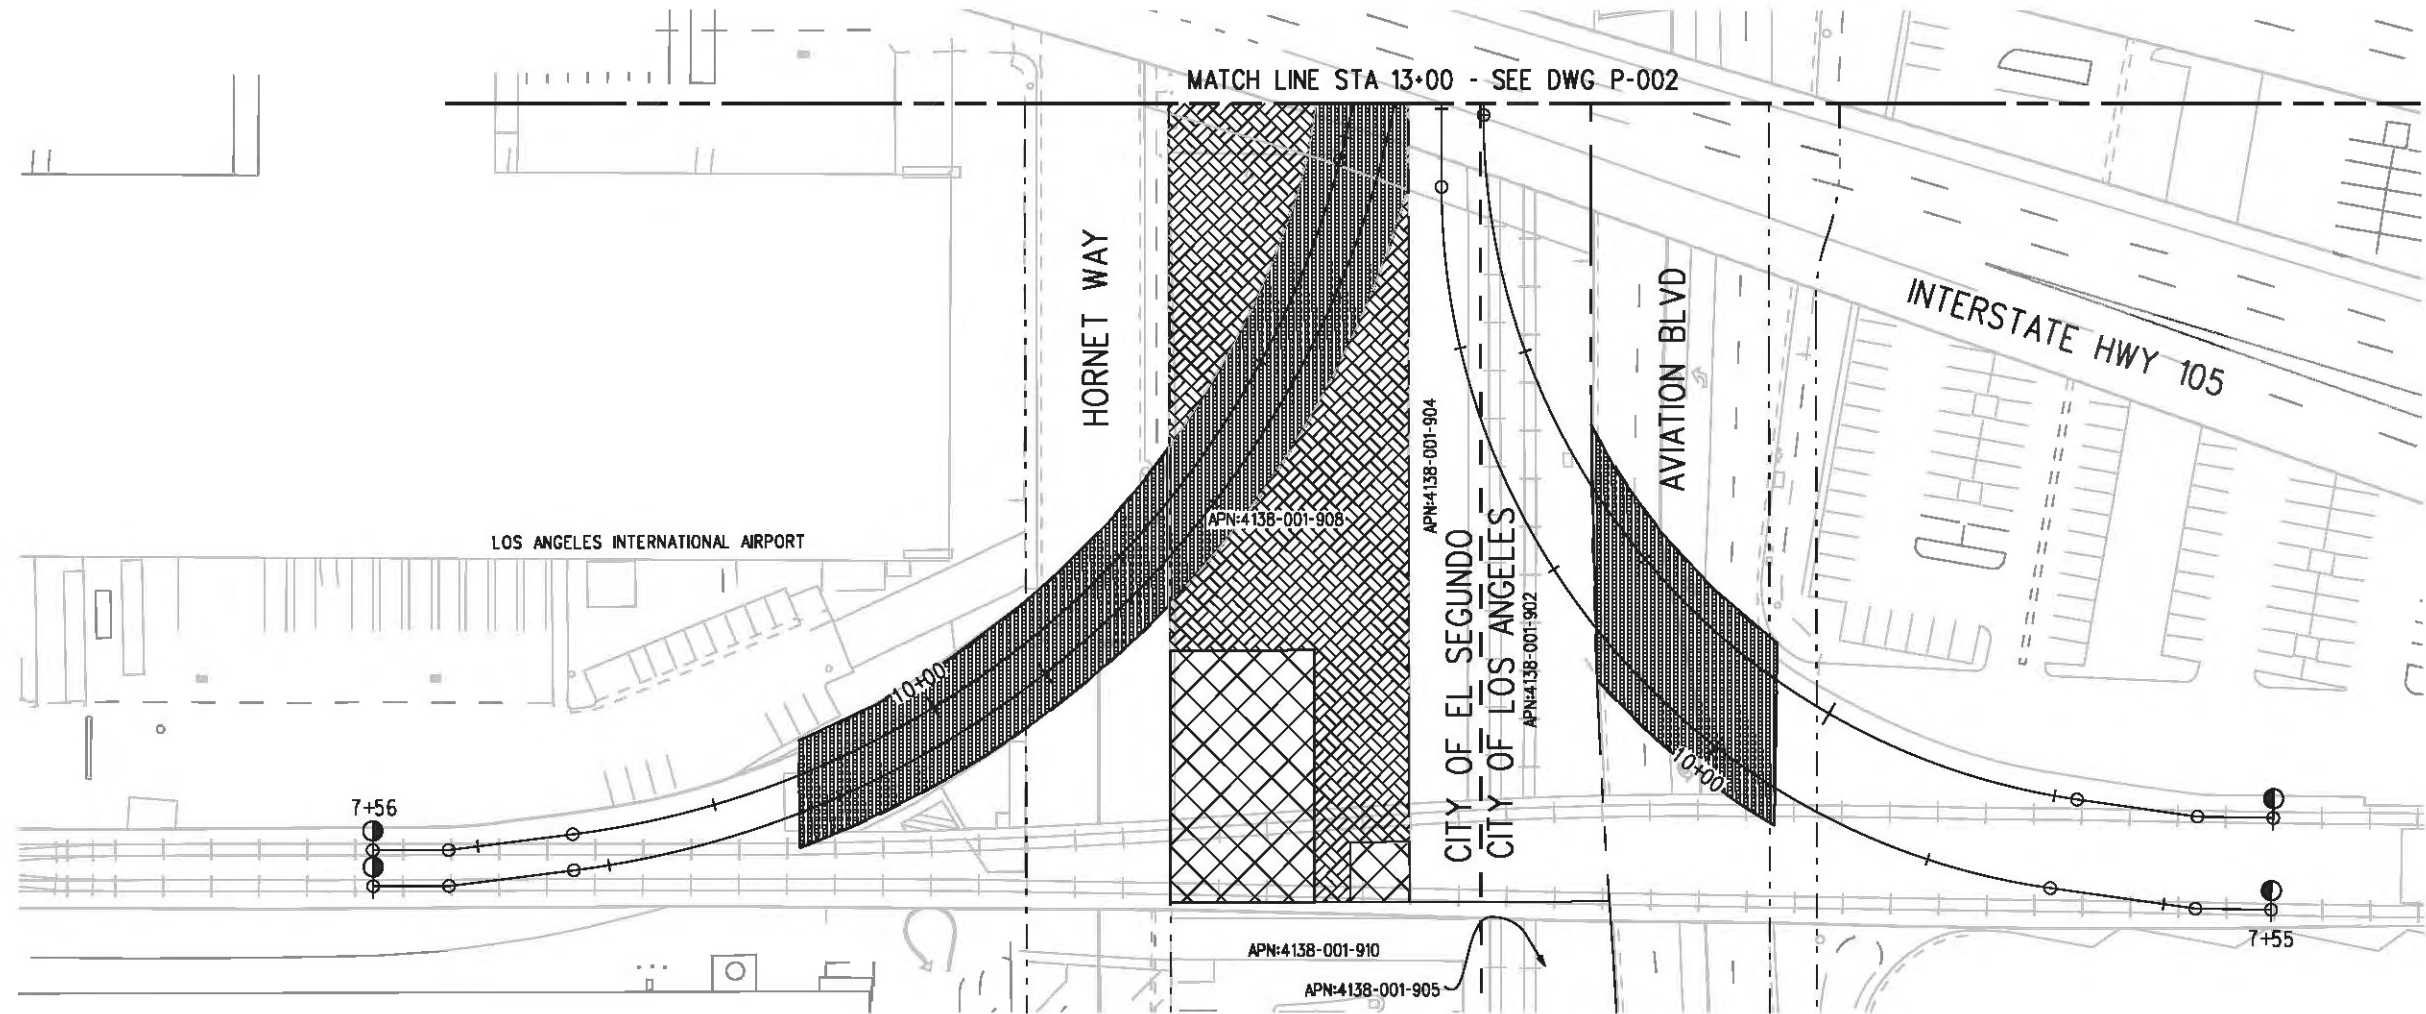 MATCH LINE STA 13+00 - SEE DWG P-002
HORNET WAY
AVIATION BLVD
INTERSTATE HWY 105
APN:4138-001-904
APN:4138-001-908
LOS ANGELES INTERNATIONAL AIRPORT
CITY OF EL SEGUNDO
CITY OF LOS ANGELES
APN:4138-001-902
10+00
10+00
7+56
7+55
APN:4138-001-910
APN:4138-001-905